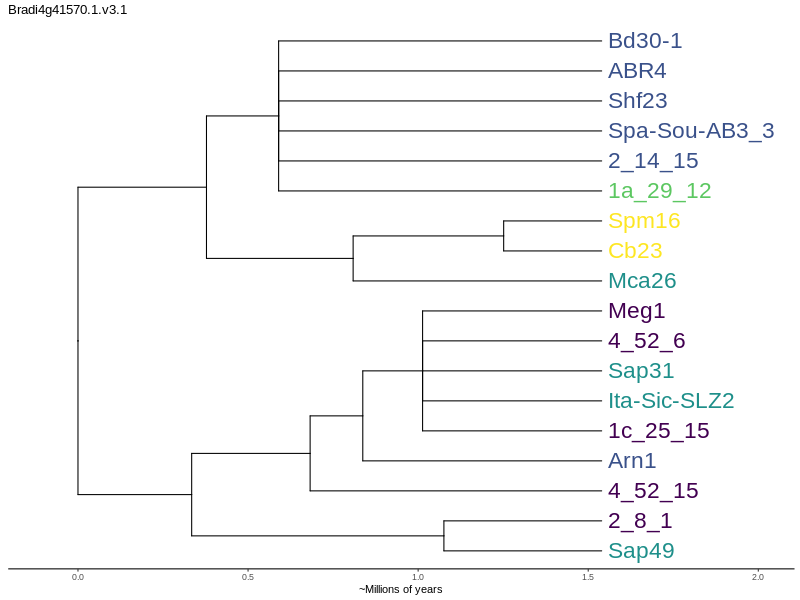 Bradi4g41570.1.v3.1
Bd30-1
ABR4
Shf23
Spa-Sou-AB3_3
2_14_15
1a_29_12
Spm16
Cb23
Mca26
Meg1
4_52_6
Sap31
Ita-Sic-SLZ2
1c_25_15
Arn1
4_52_15
2_8_1
Sap49
0.0 0.5 1.0 1.5 2.0
~Millions of years